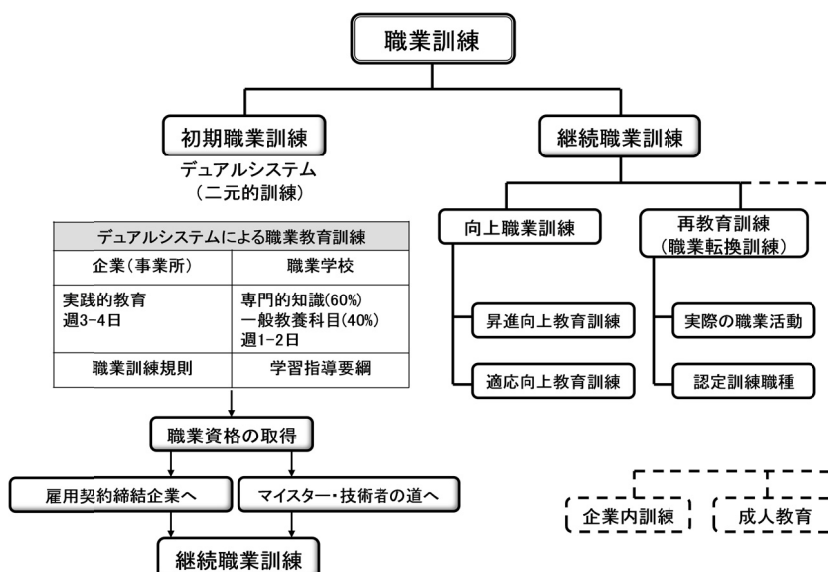 職業訓練
初期職業訓練
デュアルシステム
(二元的訓練)
継続職業訓練
デュアルシステムによる職業教育訓練
企業(事業所)
職業学校
実践的教育
週3-4日
専門的知識(60%)
一般教養科目(40%)
週1-2日
職業訓練規則
学習指導要綱
職業資格の取得
雇用契約締結企業へ
マイスター・技術者の道へ
継続職業訓練
向上職業訓練
再教育訓練
(職業転換訓練)
昇進向上教育訓練
実際の職業活動
適応向上教育訓練
認定訓練職種
企業内訓練
成人教育